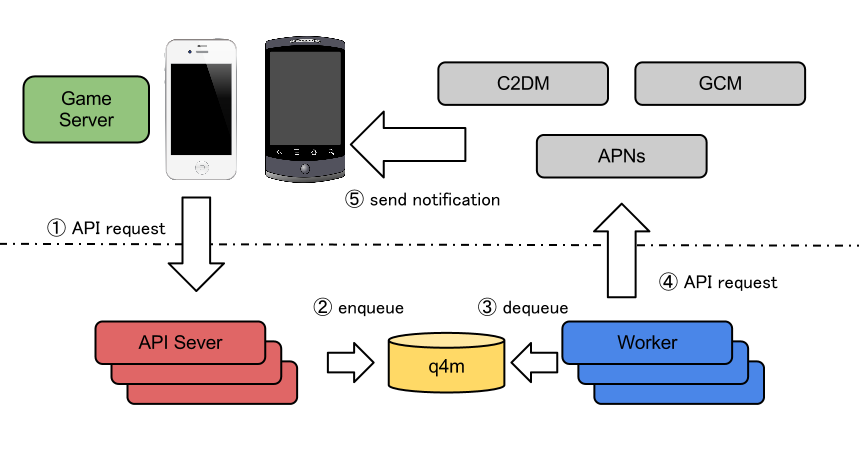 Game
Server
C2DM
GCM
APNs
⑤ send notification
① API request
④ API request
② enqueue
③ dequeue
API Sever
q4m
Worker